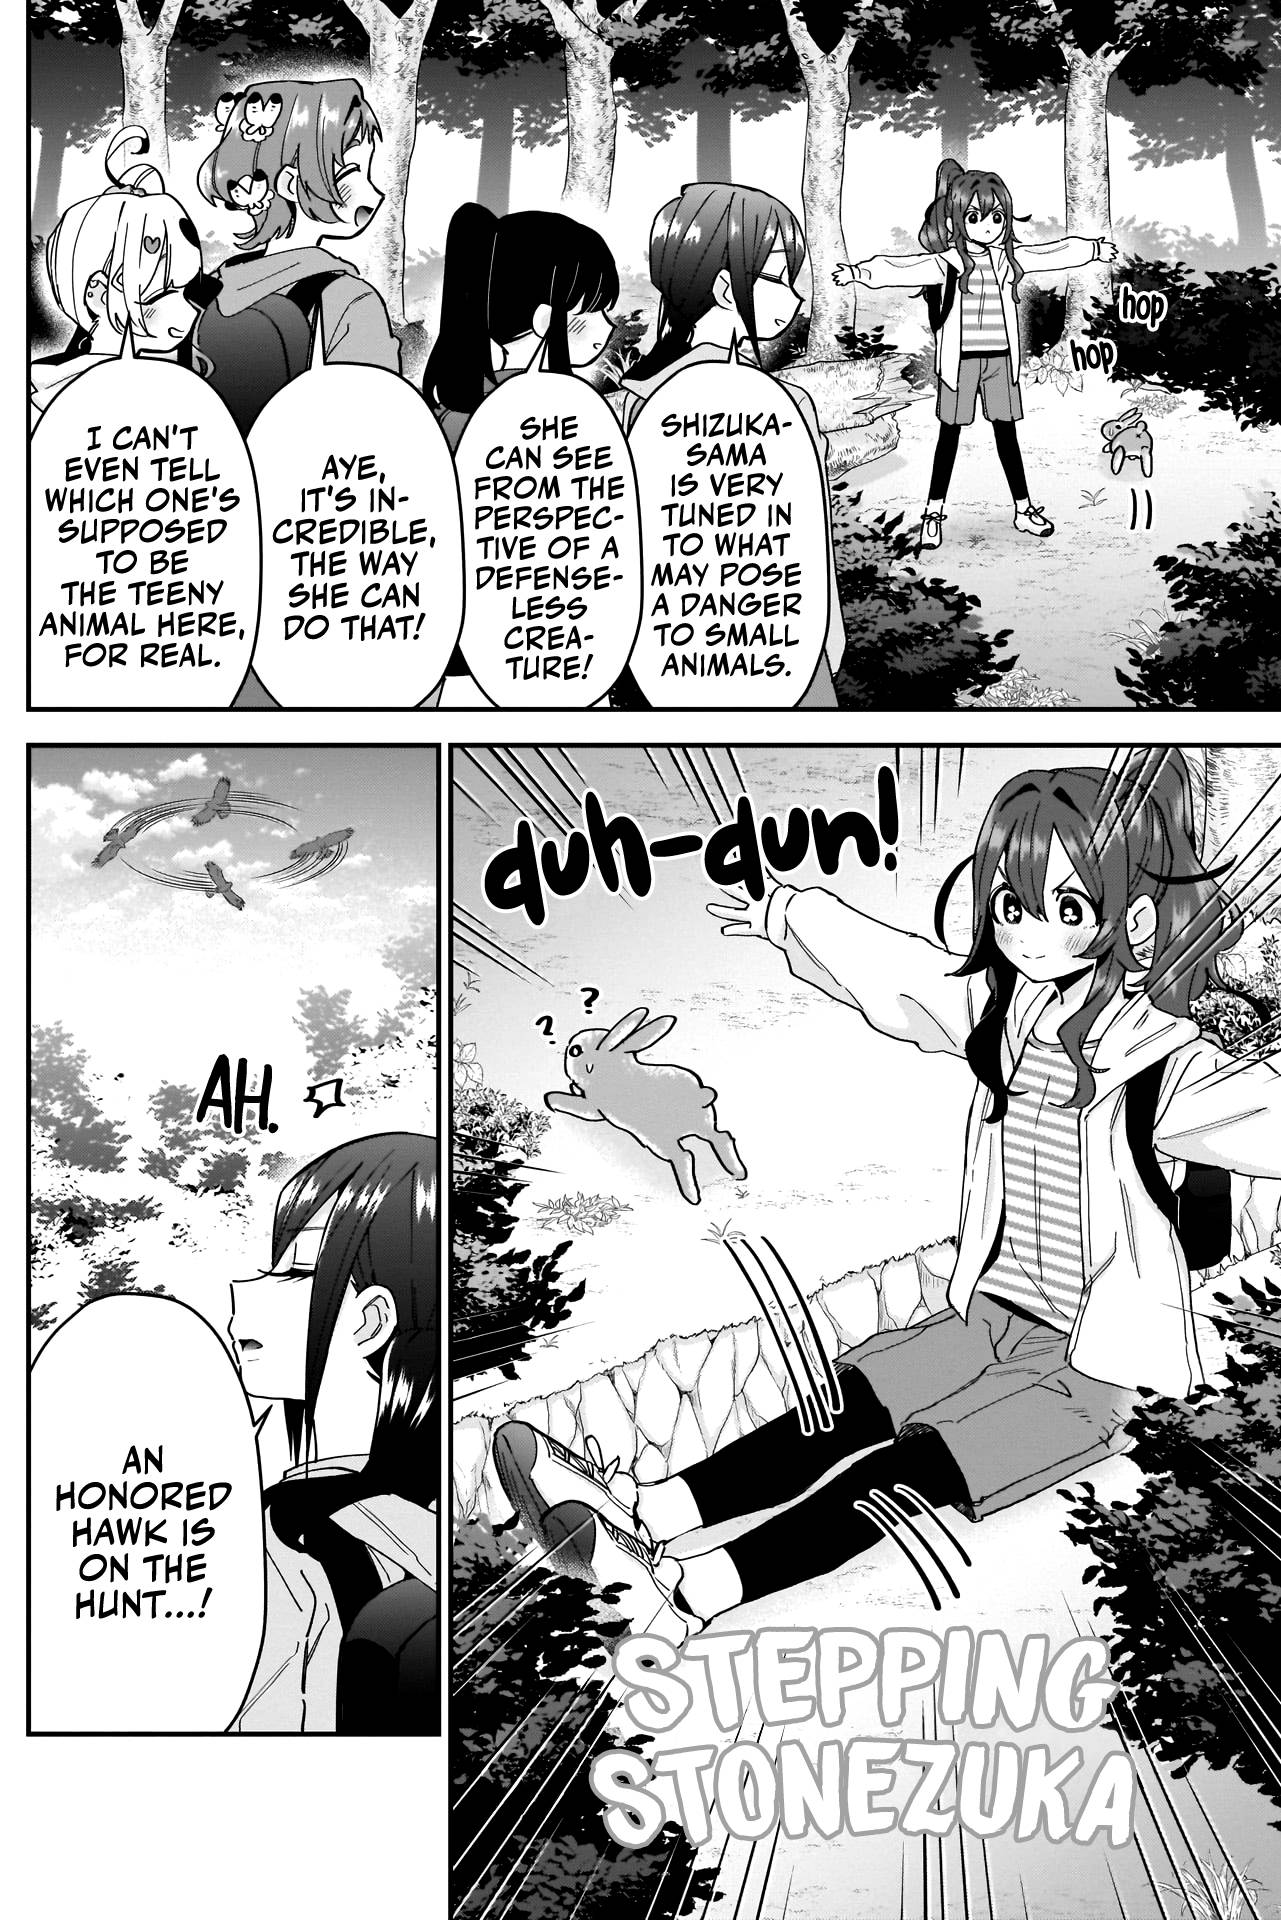 hop
hop
SHIZUKA-
SAMA
IS VERY
TUNED IN
TO WHAT
MAY POSE
A DANGER
TO SMALL
ANIMALS.
SHE
CAN SEE
FROM THE
PERSPEC-
TIVE OF A
DEFENSE-
LESS
CREA-
TURE!
AYE,
IT'S IN-
CREDIBLE,
THE WAY
SHE CAN
DO THAT!
I CAN'T
EVEN TELL
WHICH ONE'S
SUPPOSED
TO BE
THE TEENY
ANIMAL HERE,
FOR REAL.
duh-dun!
? ?
STEPPING
STONEZUKA
AH.
AN
HONORED
HAWK IS
ON THE
HUNT...!